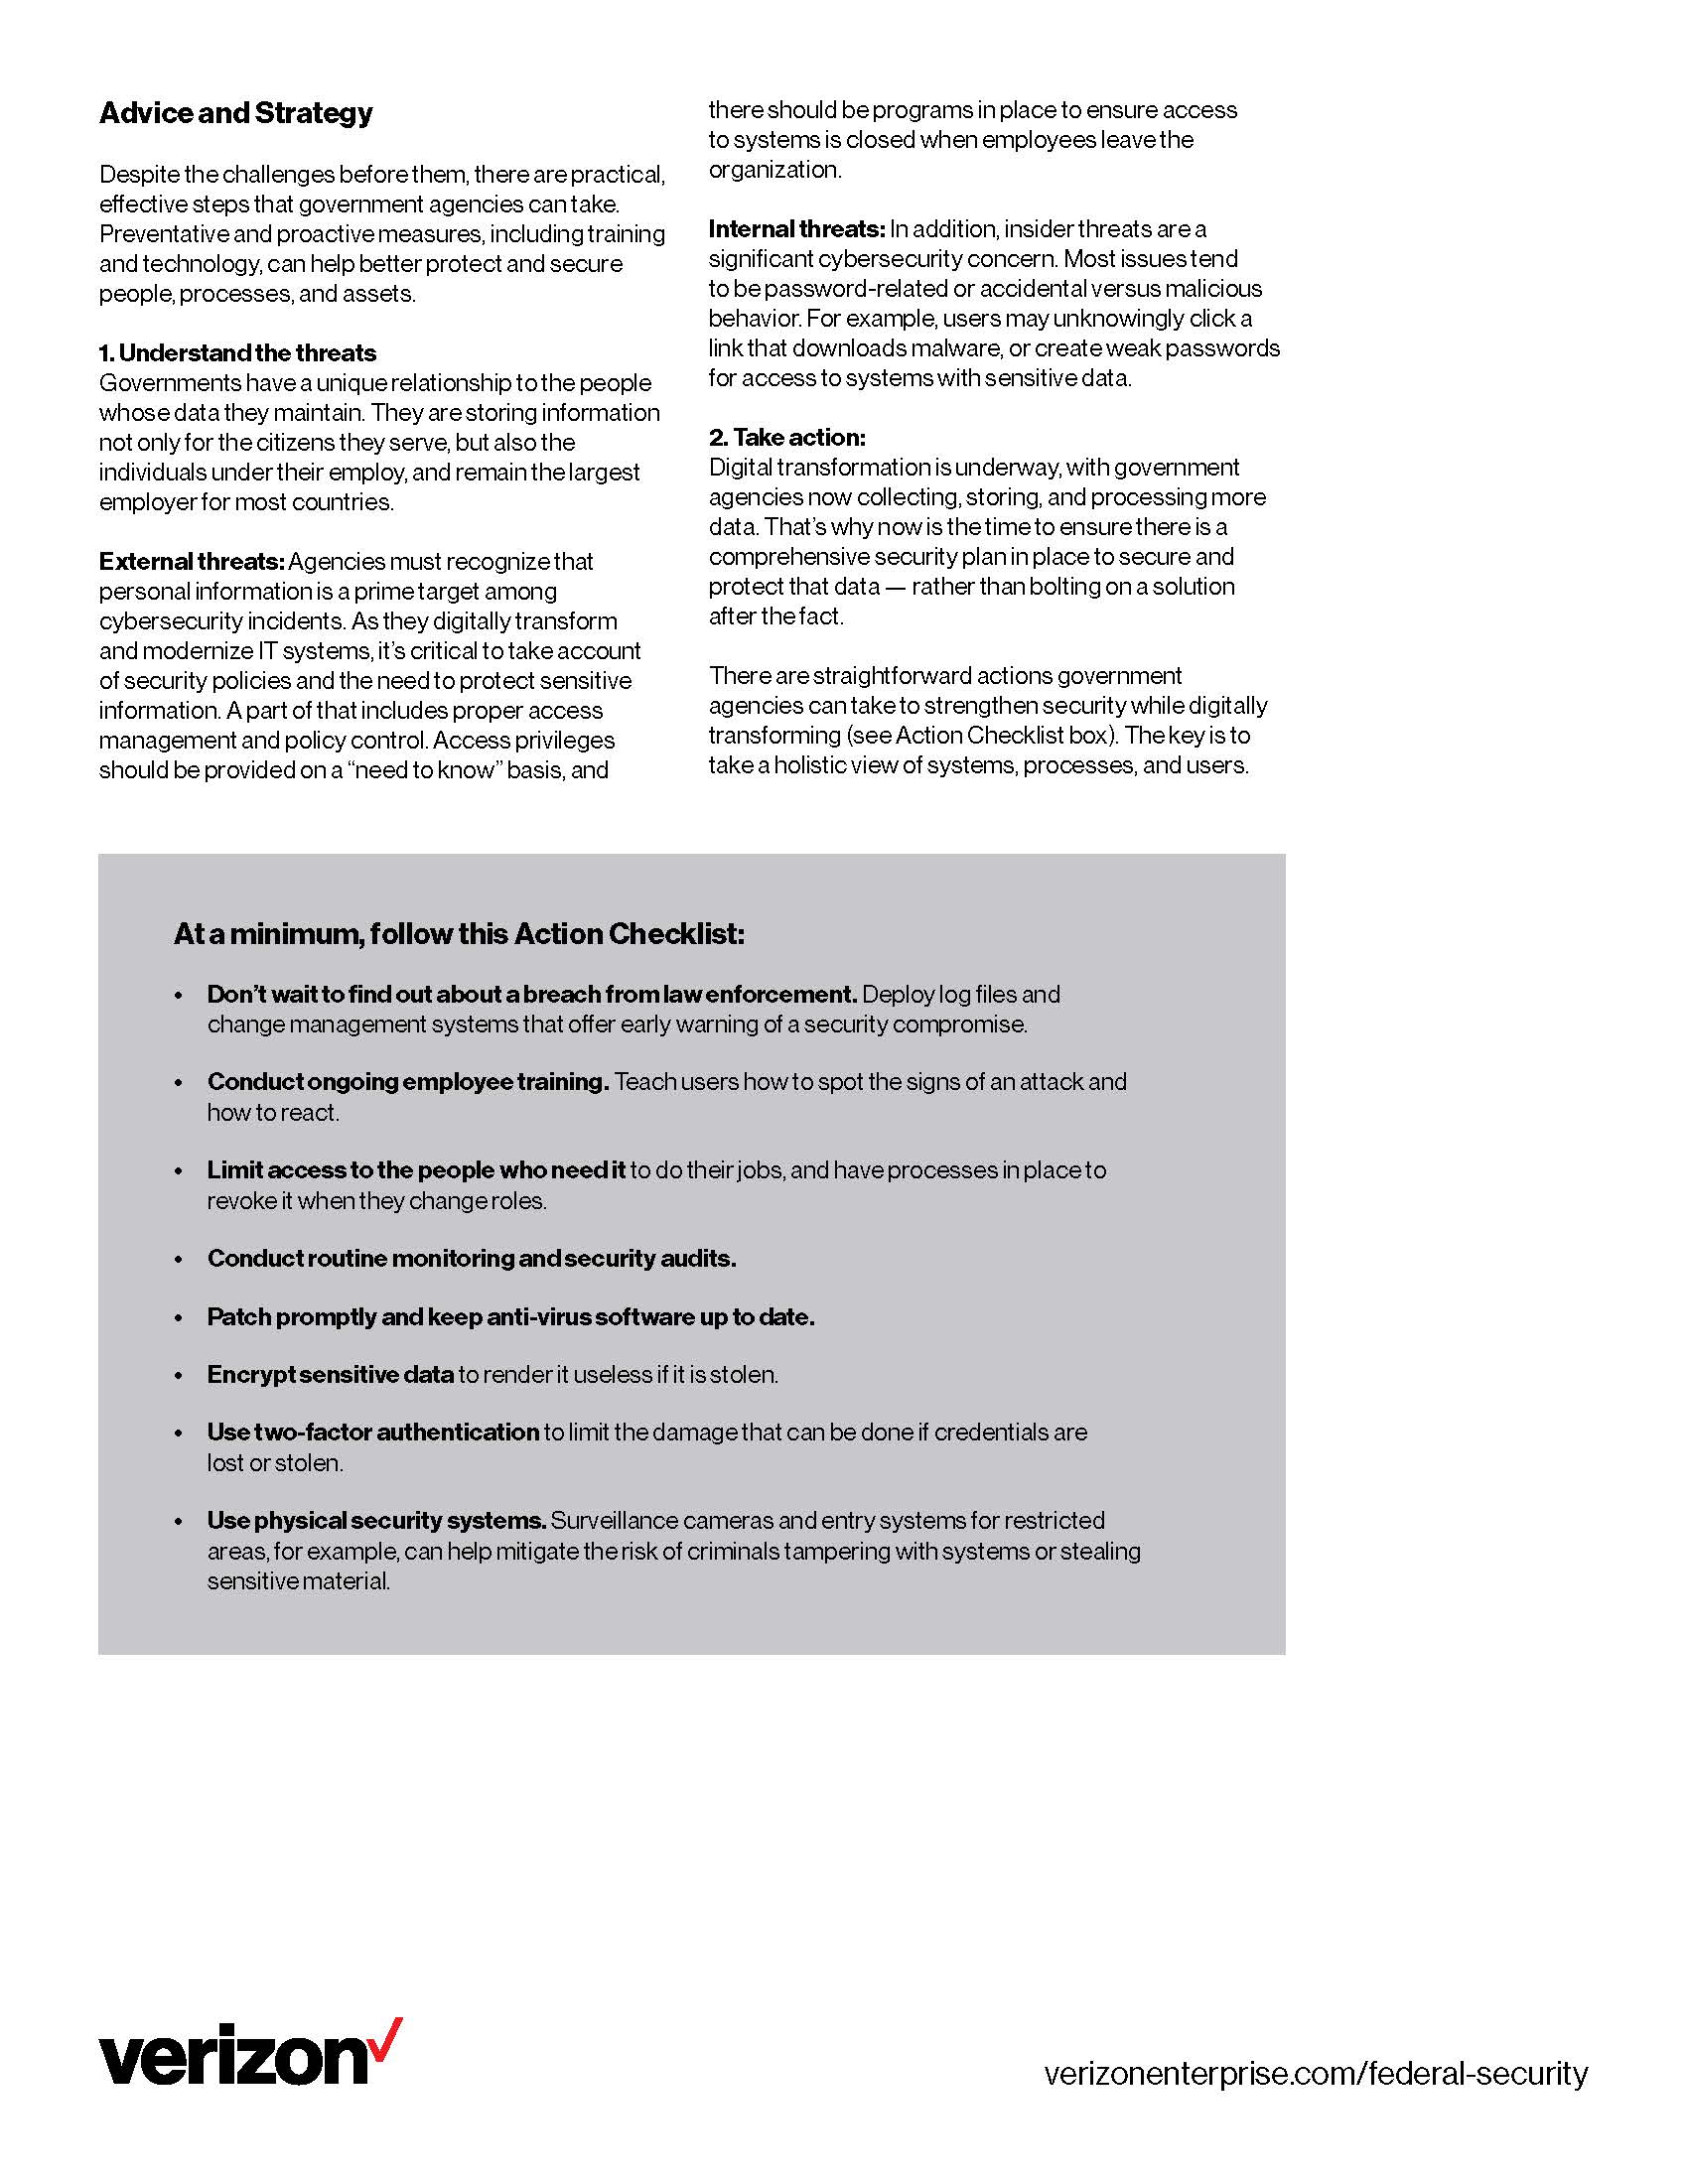 Advice and Strategy
Despite the challenges before them, there are practical,
effective steps that government agencies can take.
Preventative and proactive measures, including training
and technology, can help better protect and secure
people, processes, and assets.
1. Understand the threats
Governments have a unique relationship to the people
whose data they maintain. They are storing information
not only for the citizens they serve, but also the
individuals under their employ, and remain the largest
employer for most countries.
External threats: Agencies must recognize that
personal information is a prime target among
cybersecurity incidents. As they digitally transform
and modernize IT systems, it’s critical to take account
of security policies and the need to protect sensitive
information. A part of that includes proper access
management and policy control. Access privileges
should be provided on a “need to know” basis, and
there should be programs in place to ensure access
to systems is closed when employees leave the
organization.
Internal threats: In addition, insider threats are a
significant cybersecurity concern. Most issues tend
to be password-related or accidental versus malicious
behavior. For example, users may unknowingly click a
link that downloads malware, or create weak passwords
for access to systems with sensitive data.
2. Take action:
Digital transformation is underway, with government
agencies now collecting, storing, and processing more
data. That’s why now is the time to ensure there is a
comprehensive security plan in place to secure and
protect that data — rather than bolting on a solution
after the fact.
There are straightforward actions government
agencies can take to strengthen security while digitally
transforming (see Action Checklist box). The key is to
take a holistic view of systems, processes, and users.
At a minimum, follow this Action Checklist:
• Don’t wait to find out about a breach from law enforcement. Deploy log files and
change management systems that offer early warning of a security compromise.
• Conduct ongoing employee training. Teach users how to spot the signs of an attack and
how to react.
• Limit access to the people who need it to do their jobs, and have processes in place to
revoke it when they change roles.
• Conduct routine monitoring and security audits.
• Patch promptly and keep anti-virus software up to date.
• Encrypt sensitive data to render it useless if it is stolen.
• Use two-factor authentication to limit the damage that can be done if credentials are
lost or stolen.
• Use physical security systems. Surveillance cameras and entry systems for restricted
areas, for example, can help mitigate the risk of criminals tampering with systems or stealing
sensitive material.
verizon
verizonenterprise.com/federal-security